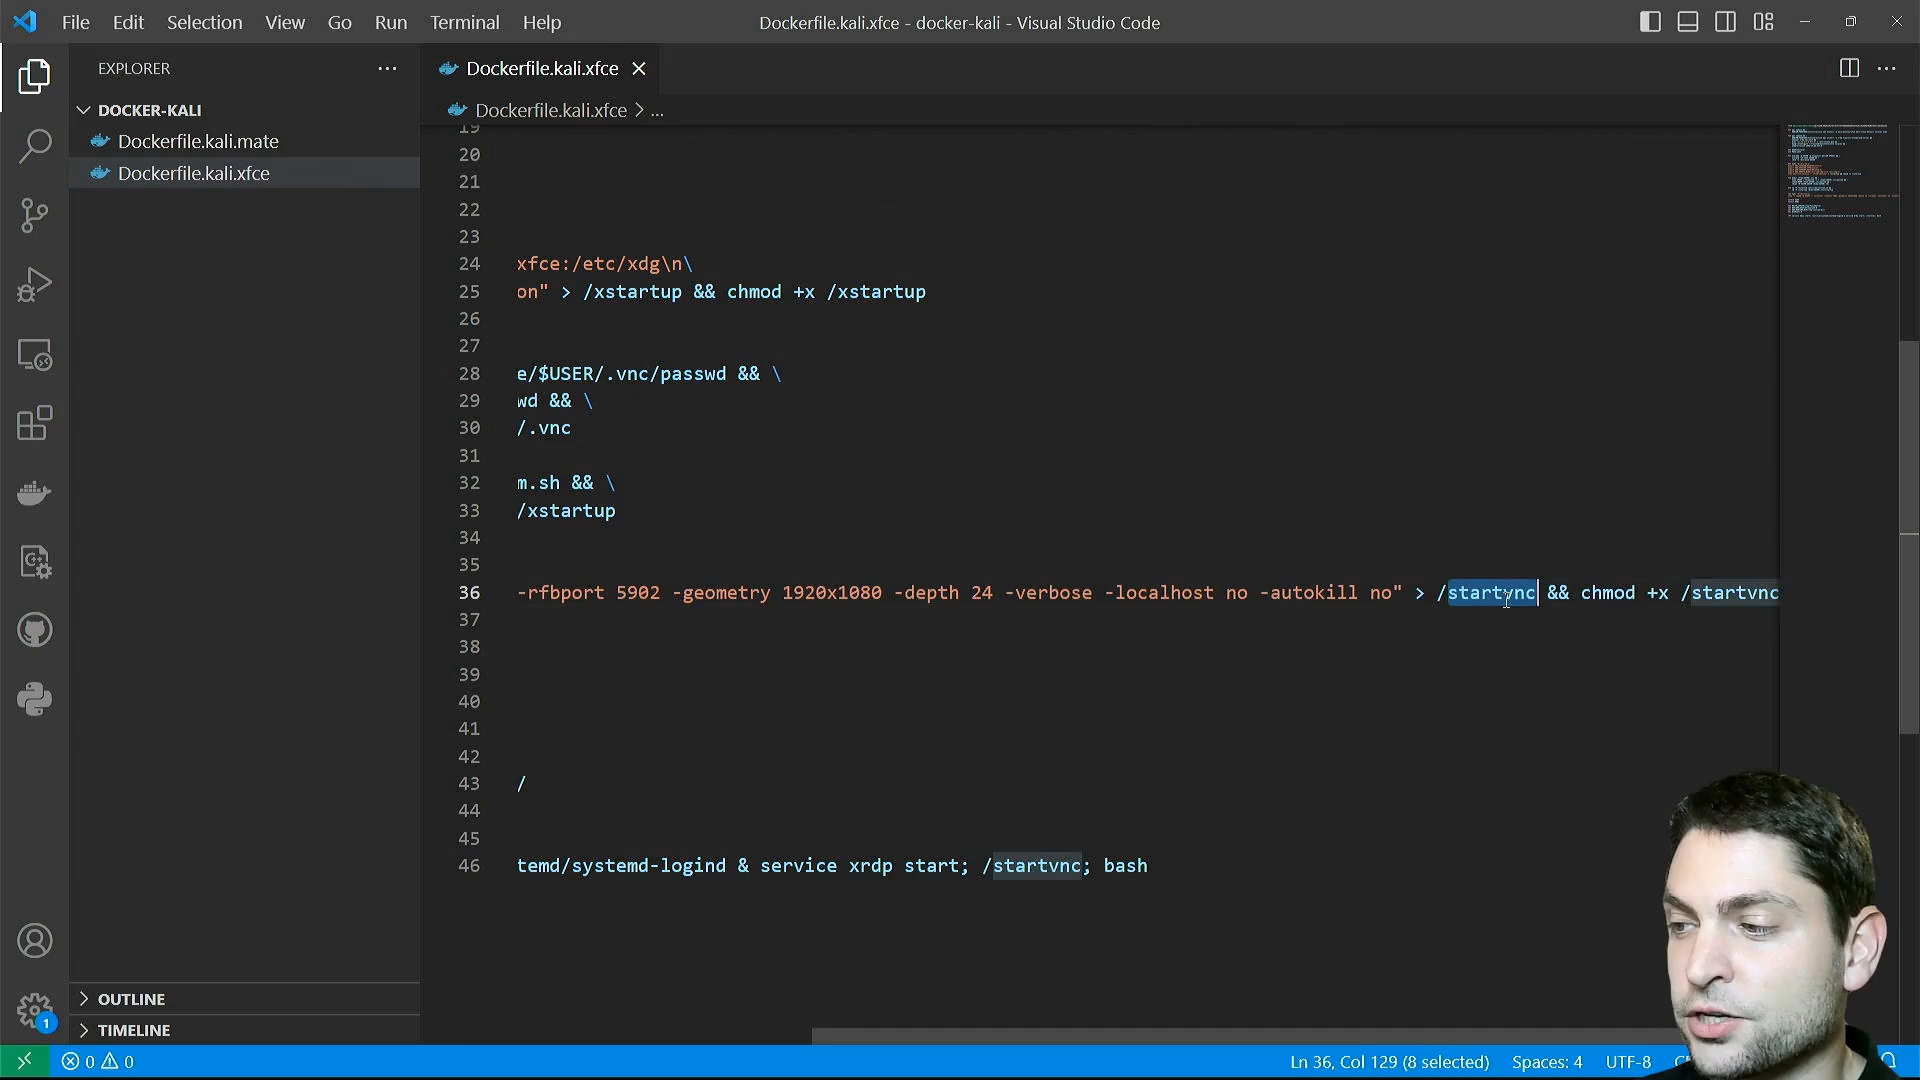 File Edit Selection View Go Run Terminal Help
Dockerfile.kali.xfce - docker-kali - Visual Studio Code
EXPLORER
DOCKER-KALI
Dockerfile.kali.mate
Dockerfile.kali.xfce
OUTLINE
TIMELINE
Dockerfile.kali.xfce
Dockerfile.kali.xfce > ...
19
20
21
22
23
24 xfce:/etc/xdg\n\
25 on" > /xstartup && chmod +x /xstartup
26
27
28 e/$USER/.vnc/passwd && \
29 wd && \
30 /.vnc
31
32 m.sh && \
33 /xstartup
34
35
36 -rfbport 5902 -geometry 1920x1080 -depth 24 -verbose -localhost no -autokill no" > /startvnc && chmod +x /startvnc
37
38
39
40
41
42
43 /
44
45
46 temd/systemd-logind & service xrdp start; /startvnc; bash
1
0 0
Ln 36, Col 129 (8 selected) Spaces: 4 UTF-8